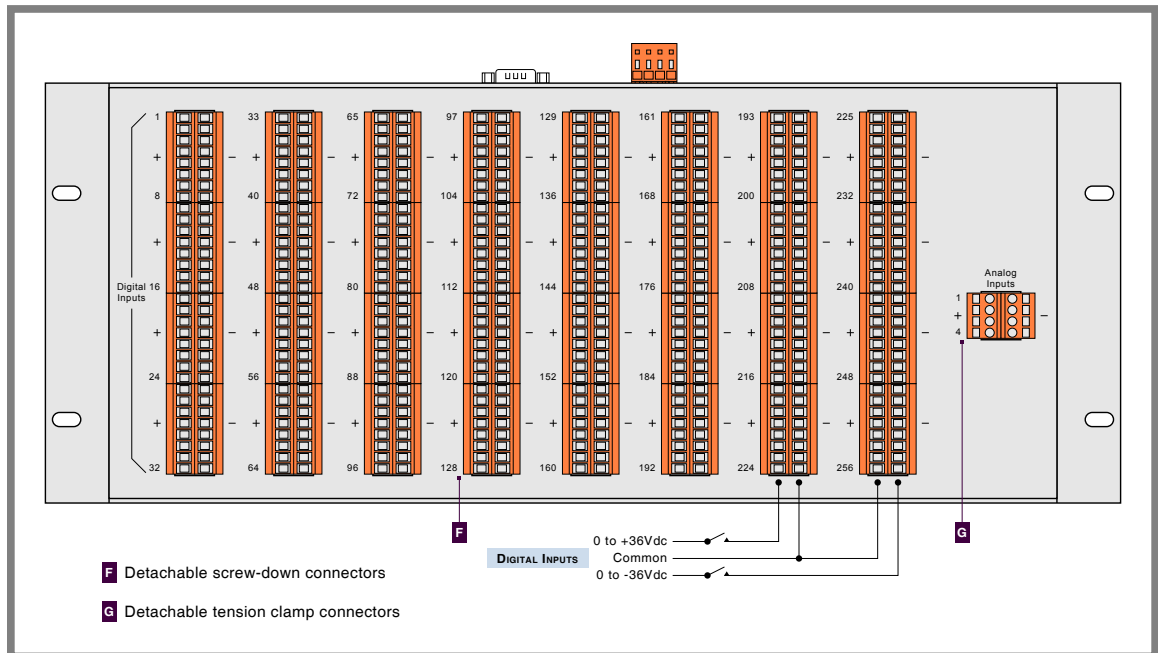 1 33 65 97 129 161 193 225
+ − + − + − + − + − + − + − + −
8 40 72 104 136 168 200 232
+ − + − + − + − + − + − + − + −
Analog
Inputs
Digital 16 48 80 112 144 176 208 240
Inputs
1
+ −
4
+ − + − + − + − + − + − + − + −
24 56 88 120 152 184 216 248
+ − + − + − + − + − + − + − + −
32 64 96 128 160 192 224 256
F
G
0 to +36Vdc
DIGITAL INPUTS Common
0 to -36Vdc
F Detachable screw-down connectors
G Detachable tension clamp connectors